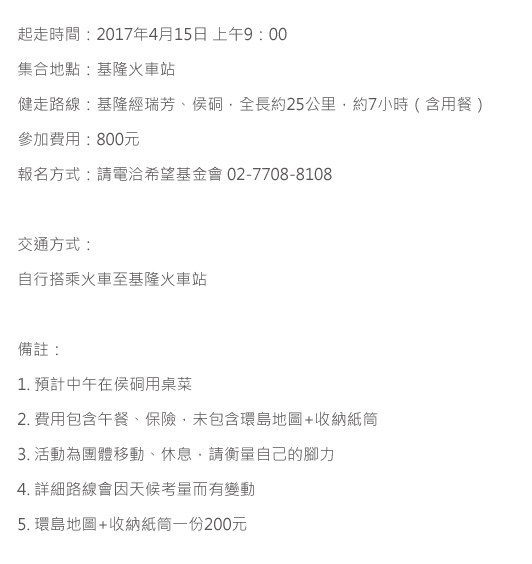 起走時間：2017年4月15日 上午9：00
集合地點：基隆火車站
健走路線：基隆經瑞芳、侯硐，全長約25公里，約7小時（含用餐）
參加費用：800元
報名方式：請電洽希望基金會 02-7708-8108
交通方式：
自行搭乘火車至基隆火車站
備註：
1. 預計中午在侯硐用桌菜
2. 費用包含午餐、保險，未包含環島地圖+收納紙筒
3. 活動為團體移動、休息，請衡量自己的腳力
4. 詳細路線會因天候考量而有變動
5. 環島地圖+收納紙筒一份200元